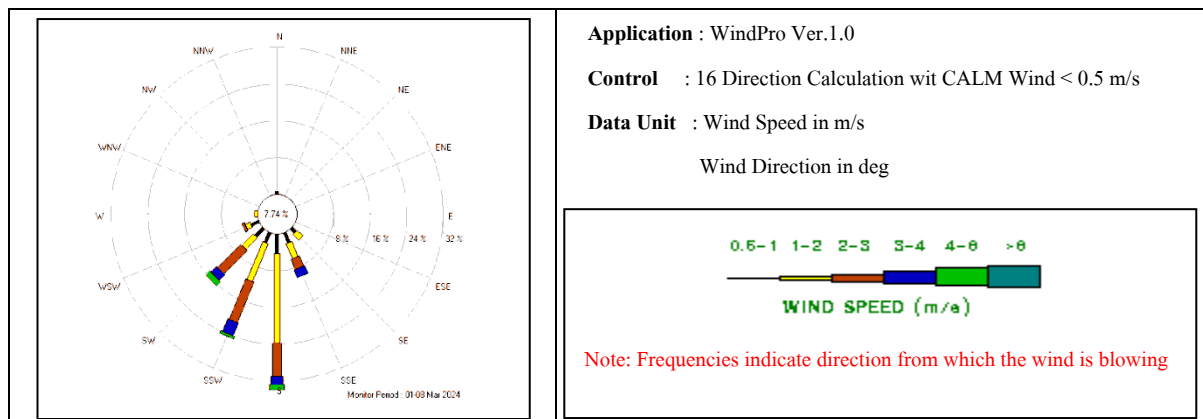 N
NNW
NNE
NW
NE
WNW
ENE
W
7.74 %
E
8 %
16 %
24 %
32 %
WSW
ESE
SW
SE
SSW
S
SSE
Monitor Period : 01-08 Mar 2024
Application : WindPro Ver.1.0
Control : 16 Direction Calculation wit CALM Wind < 0.5 m/s
Data Unit : Wind Speed in m/s
Wind Direction in deg
0.5-1 1-2 2-3 3-4 4-6 >6
WIND SPEED (m/s)
Note: Frequencies indicate direction from which the wind is blowing